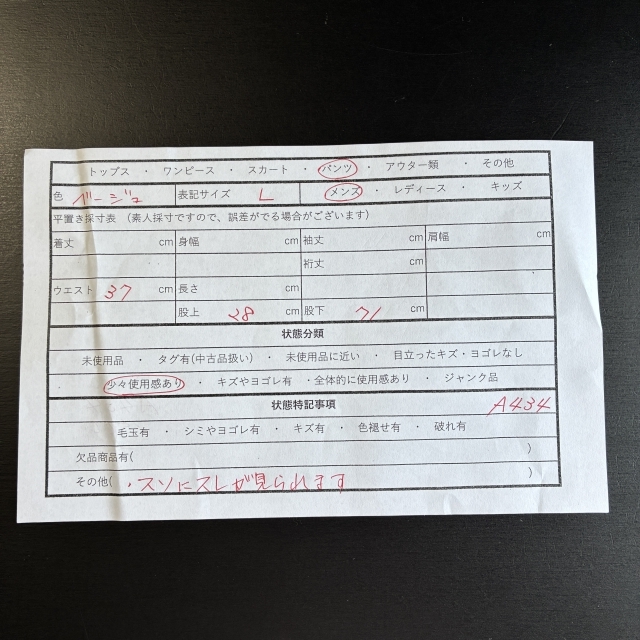 トップス ・ ワンピース ・ スカート ・ パンツ ・ アウター類 ・ その他
色 ベージュ 表記サイズ L メンズ ・ レディース ・ キッズ
平置き採寸表 （素人採寸ですので、誤差がでる場合がございます）
着丈 cm 身幅 cm 袖丈 cm 肩幅 cm
裄丈 cm
ウエスト 37 cm 長さ cm
股上 28 cm 股下 71 cm
状態分類
未使用品 ・ タグ有(中古品扱い) ・ 未使用品に近い ・ 目立ったキズ・ヨゴレなし
少々使用感あり ・ キズやヨゴレ有 ・全体的に使用感あり ・ ジャンク品
状態特記事項 A434
毛玉有 ・ シミやヨゴレ有 ・ キズ有 ・ 色褪せ有 ・ 破れ有
欠品商品有( )
その他( ・スソにスレが見られます )